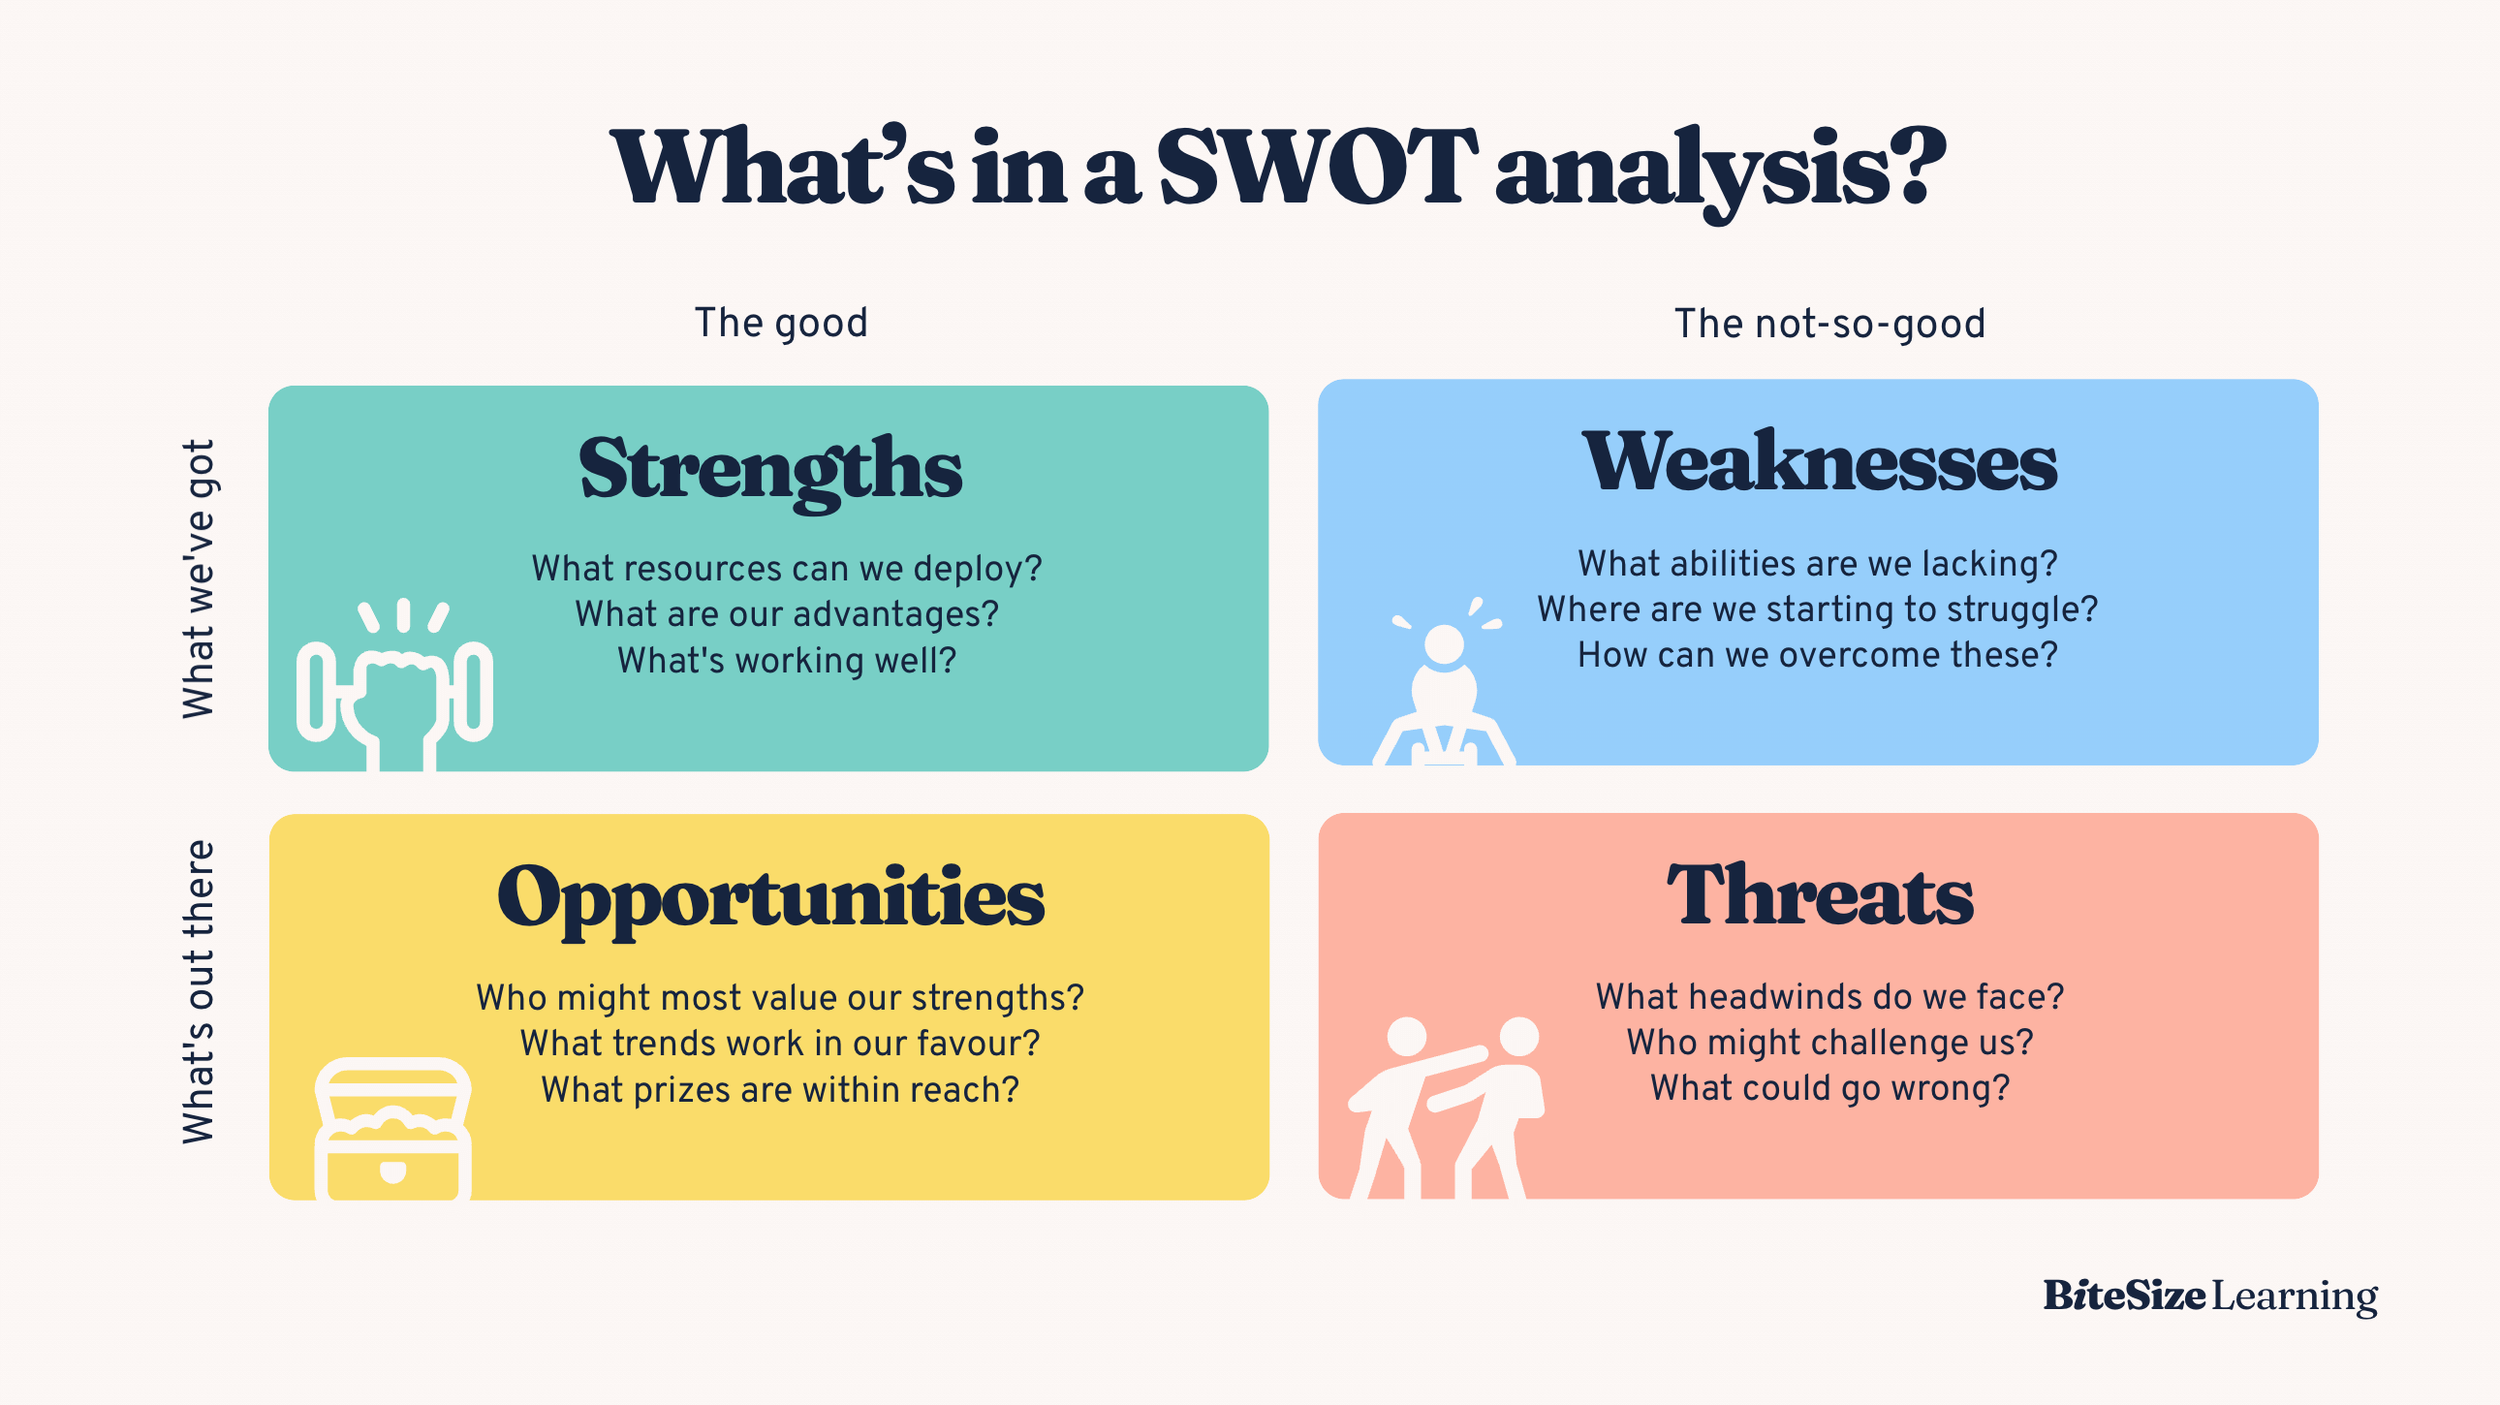 What’s in a SWOT analysis?
The good
The not-so-good
What we've got
Strengths
What resources can we deploy?
What are our advantages?
What's working well?
Weaknesses
What abilities are we lacking?
Where are we starting to struggle?
How can we overcome these?
What's out there
Opportunities
Who might most value our strengths?
What trends work in our favour?
What prizes are within reach?
Threats
What headwinds do we face?
Who might challenge us?
What could go wrong?
BiteSize Learning